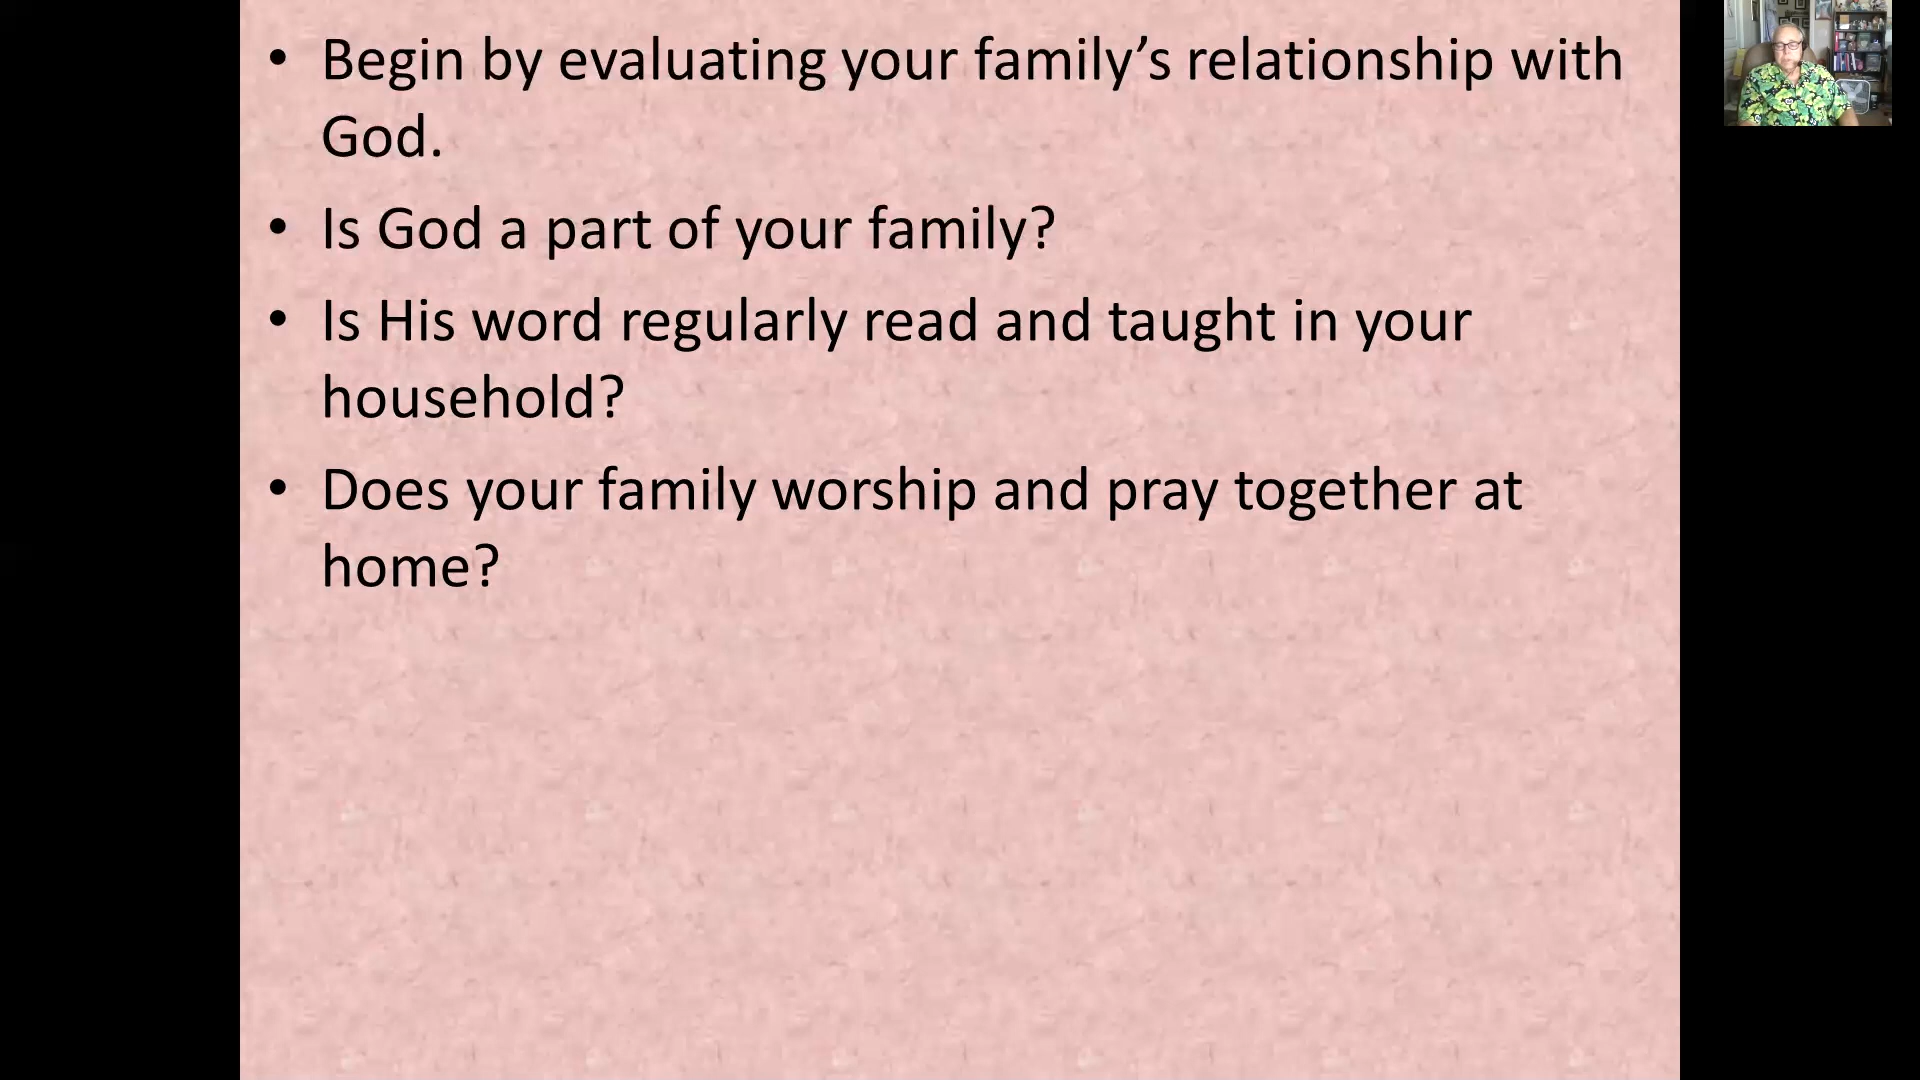 • Begin by evaluating your family’s relationship with
God.
• Is God a part of your family?
• Is His word regularly read and taught in your
household?
• Does your family worship and pray together at
home?